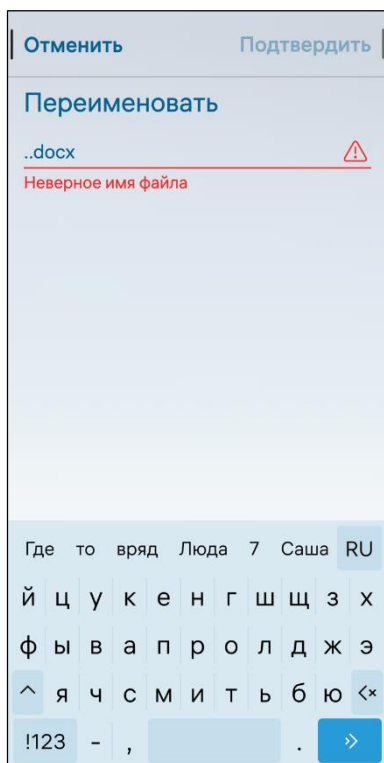 Отменить Подтвердить
Переименовать
..docx
Неверное имя файла
Где то вряд Люда 7 Саша RU
й ц у к е н г ш щ з х
ф ы в а п р о л д ж э
я ч с м и т ь б ю
!123 - , .